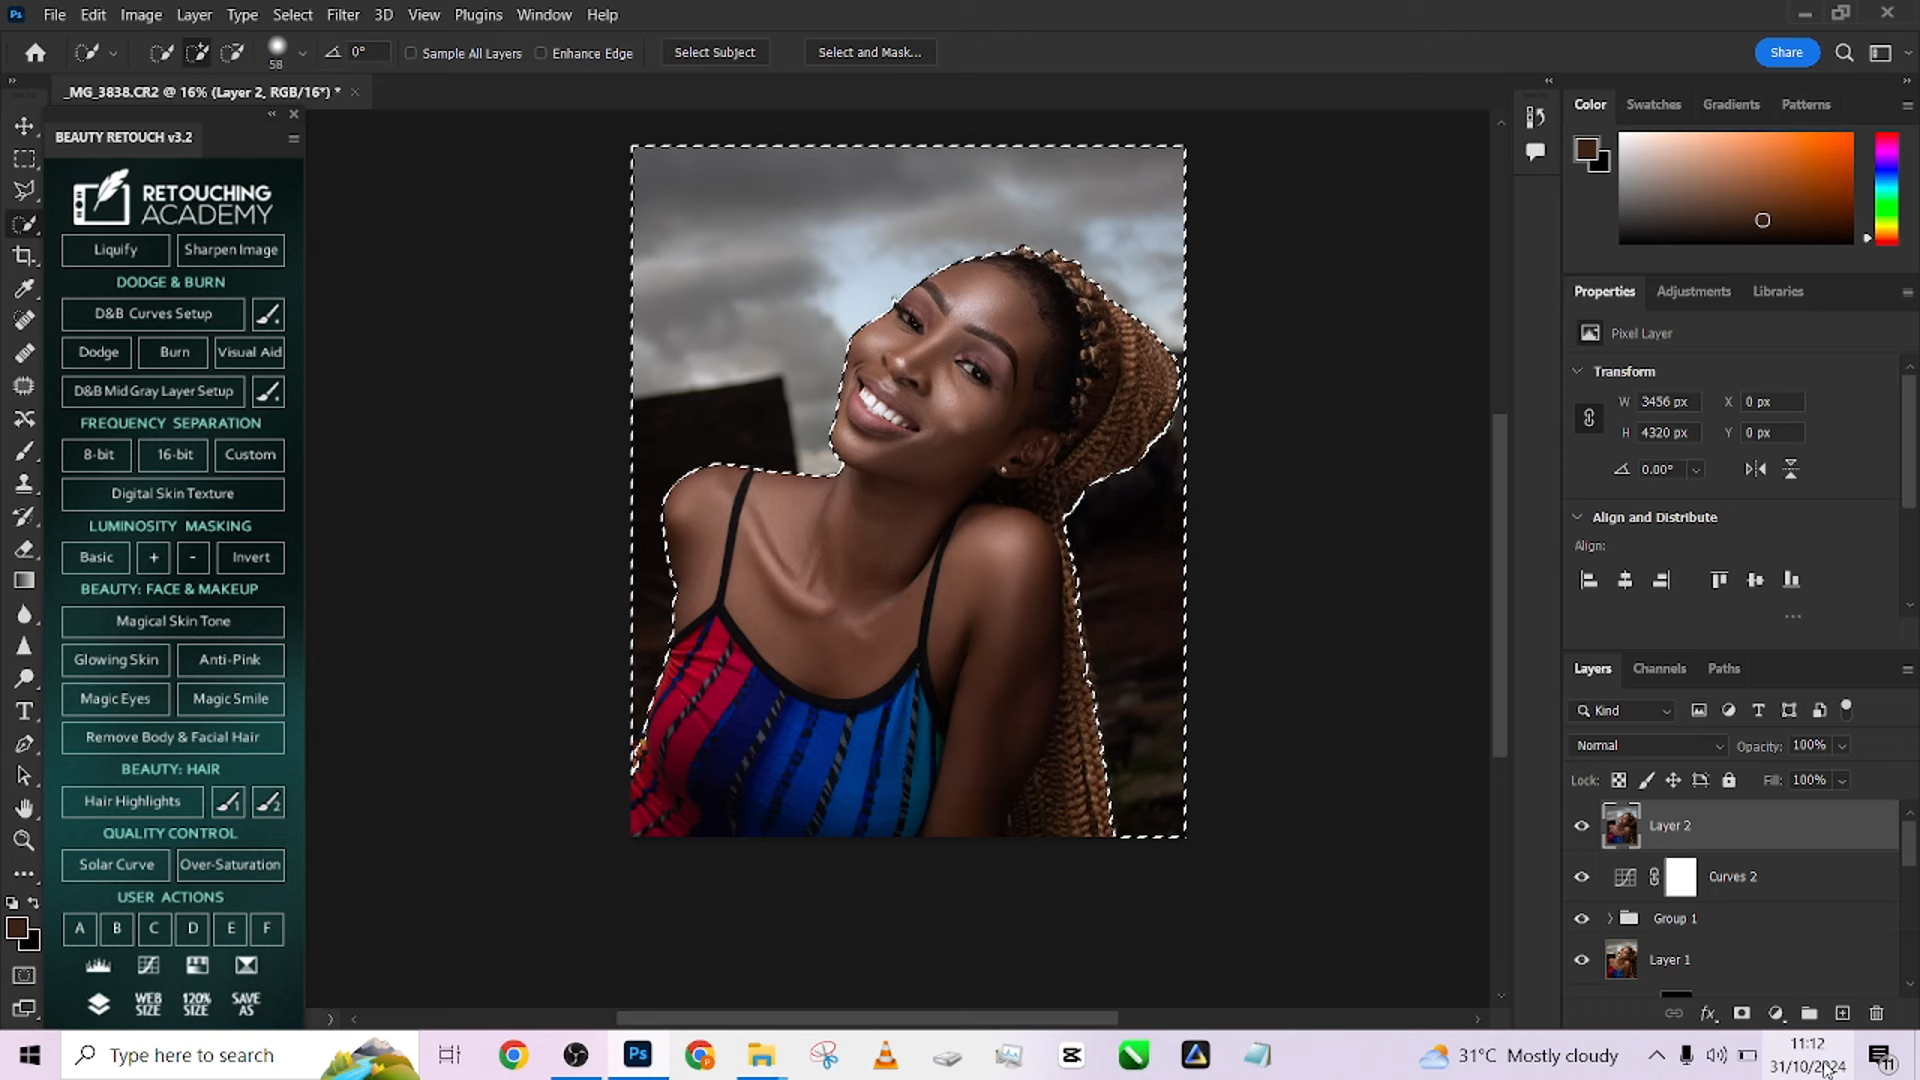 File Edit Image Layer Type Select Filter 3D View Plugins Window Help
58 0° Sample All Layers Enhance Edge Select Subject Select and Mask... Share
_MG_3838.CR2 @ 16% (Layer 2, RGB/16*) *
BEAUTY RETOUCH v3.2
RETOUCHING
ACADEMY
Liquify Sharpen Image
DODGE & BURN
D&B Curves Setup
Dodge Burn Visual Aid
D&B Mid Gray Layer Setup
FREQUENCY SEPARATION
8-bit 16-bit Custom
Digital Skin Texture
LUMINOSITY MASKING
Basic + - Invert
BEAUTY: FACE & MAKEUP
Magical Skin Tone
Glowing Skin Anti-Pink
Magic Eyes Magic Smile
Remove Body & Facial Hair
BEAUTY: HAIR
Hair Highlights 1 2
QUALITY CONTROL
Solar Curve Over-Saturation
USER ACTIONS
A B C D E F
WEB SIZE 120% SIZE SAVE AS
Color Swatches Gradients Patterns
Properties Adjustments Libraries
Pixel Layer
Transform
W 3456 px X 0 px
H 4320 px Y 0 px
0.00°
Align and Distribute
Align:
Layers Channels Paths
Kind
Normal Opacity: 100%
Lock: Fill: 100%
Layer 2
Curves 2
Group 1
Layer 1
Type here to search
31°C Mostly cloudy
11:12
31/10/2024
11